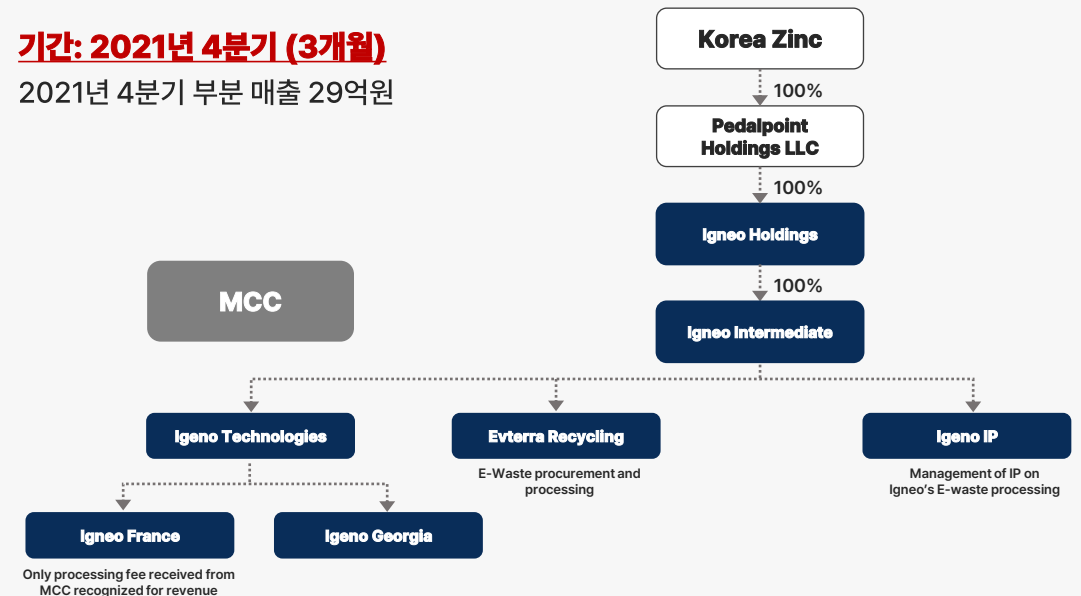 기간: 2021년 4분기 (3개월)
2021년 4분기 부분 매출 29억원
Korea Zinc
100%
Pedalpoint
Holdings LLC
100%
Igneo Holdings
100%
MCC
Igneo Intermediate
Igeno Technologies
Evterra Recycling
Igeno IP
E-Waste procurement and
processing
Management of IP on
Igneo's E-waste processing
Igneo France
Igeno Georgia
Only processing fee received from
MCC recognized for revenue